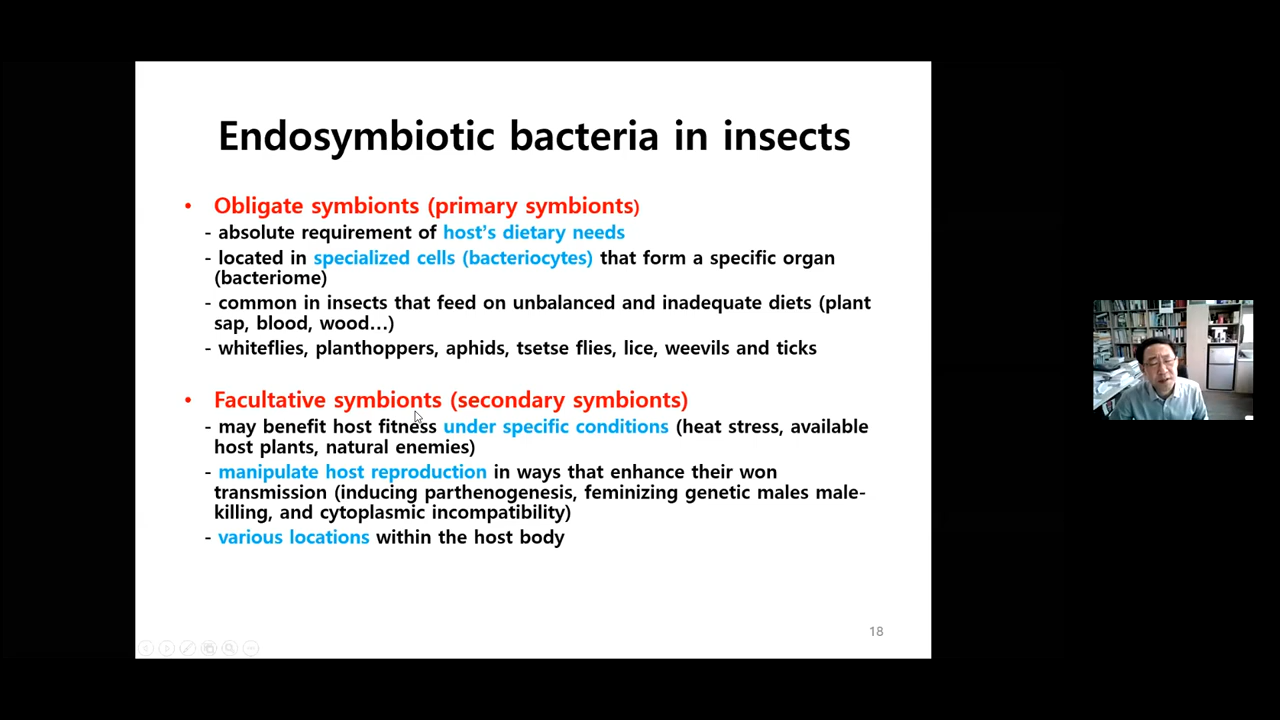 Endosymbiotic bacteria in insects
• Obligate symbionts (primary symbionts)
- absolute requirement of host's dietary needs
- located in specialized cells (bacteriocytes) that form a specific organ
(bacteriome)
- common in insects that feed on unbalanced and inadequate diets (plant
sap, blood, wood...)
- whiteflies, planthoppers, aphids, tsetse flies, lice, weevils and ticks
• Facultative symbionts (secondary symbionts)
- may benefit host fitness under specific conditions (heat stress, available
host plants, natural enemies)
- manipulate host reproduction in ways that enhance their won
transmission (inducing parthenogenesis, feminizing genetic males male-
killing, and cytoplasmic incompatibility)
- various locations within the host body
18